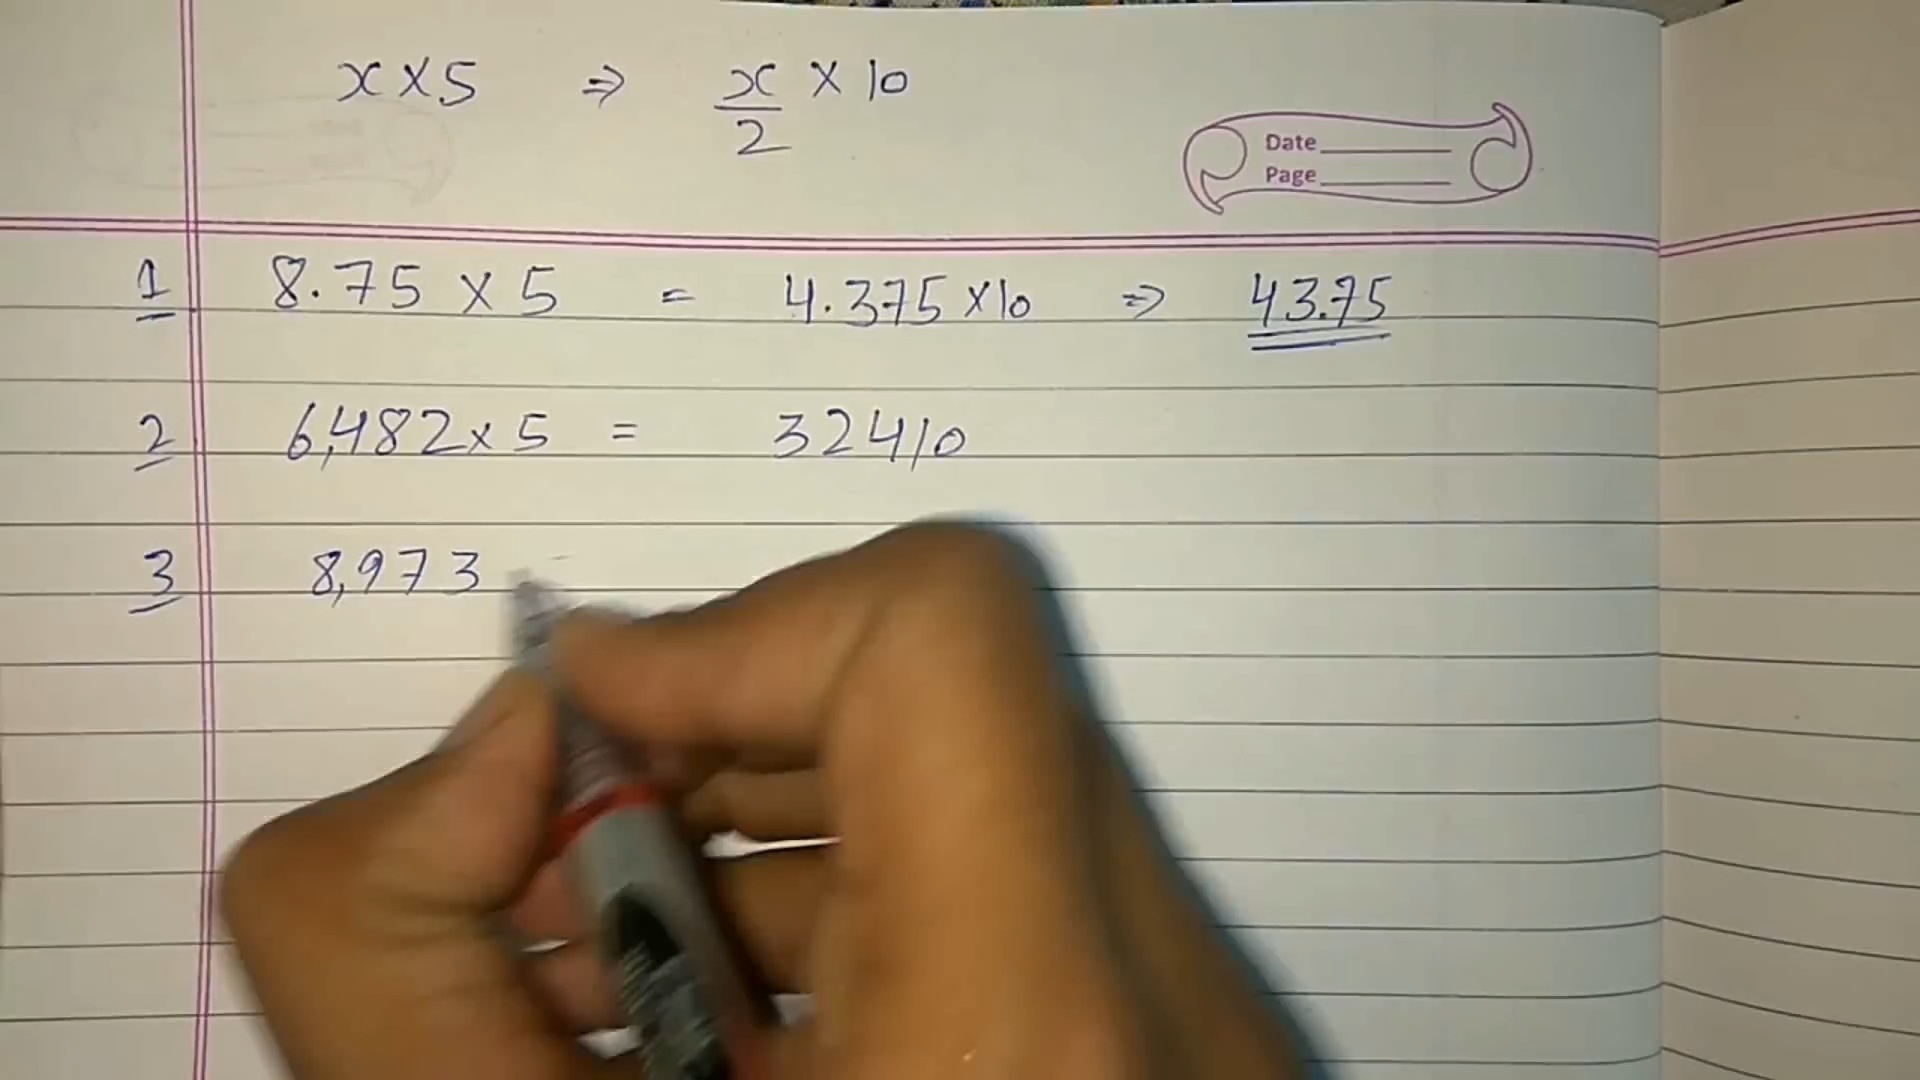 x × 5 ⇒ x/2 × 10
Date
Page
1 8.75 × 5 = 4.375 × 10 ⇒ 43.75
2 6,482 × 5 = 32410
3 8,973